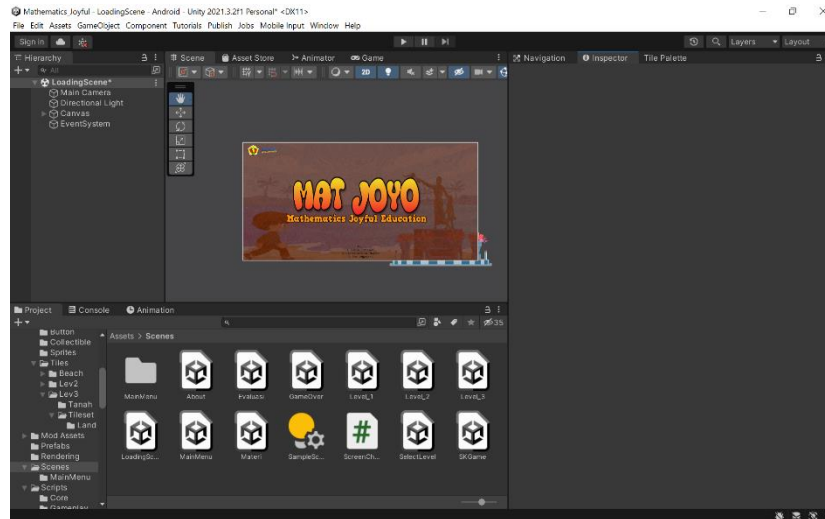 Mathematics Joyful - LoadingScene - Android - Unity 2021.3.2f1 Personal* <DX11>
File Edit Assets GameObject Component Tutorials Publish Jobs Mobile Input Window Help
Sign in Layers Layout
Hierarchy Scene Asset Store Animator Game Navigation Inspector Tile Palette
All 2D
LoadingScene*
Main Camera
Directional Light
Canvas
EventSystem
MAT JOYO
Mathematics Joyful Education
Project Console Animation
35
Button
Assets > Scenes
Collectible
Sprites
Tiles
Beach
Lev2
Lev3
Tanah
Tileset
Land
Mod Assets
Prefabs
Rendering
Scenes
MainMenu
Scripts
Core
Gameplay
MainMenu About Evaluasi GameOver Level_1 Level_2 Level_3
LoadingSc... MainMenu Materi SampleSc... ScreenCh... SelectLevel SKGame